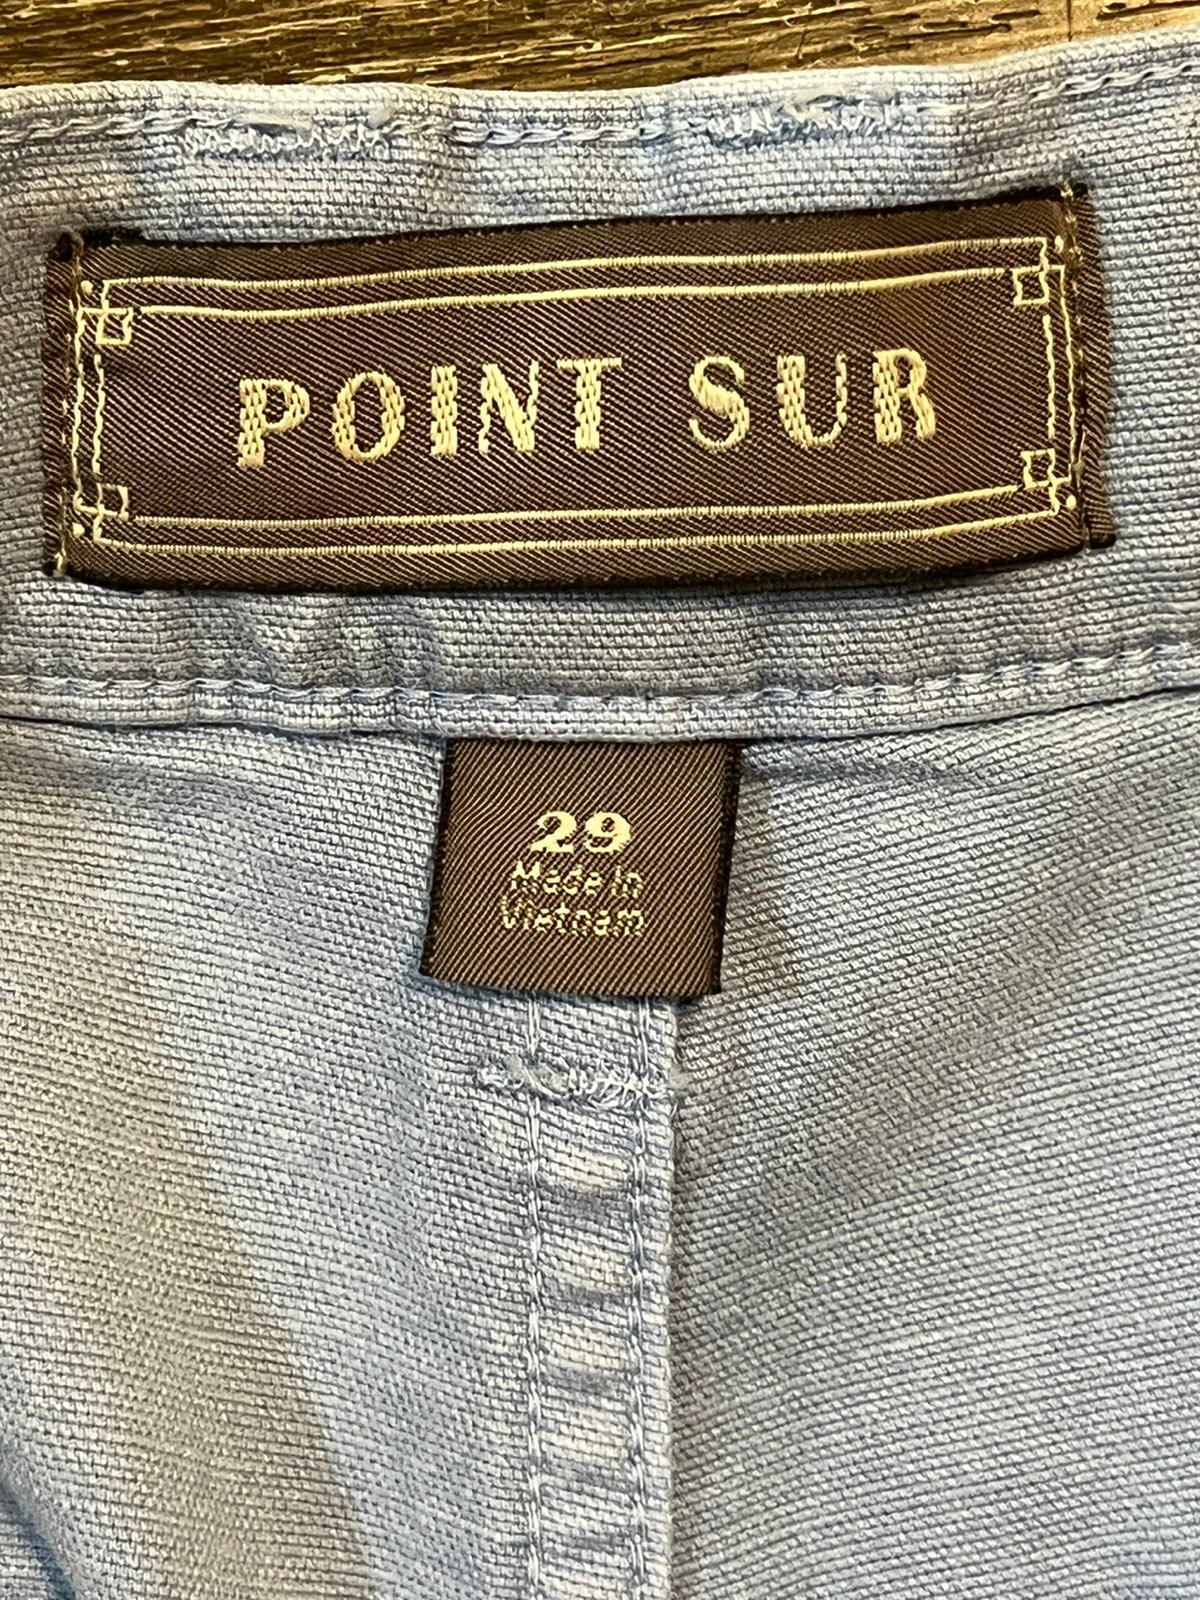 POINT SUR
29
Made in
Vietnam